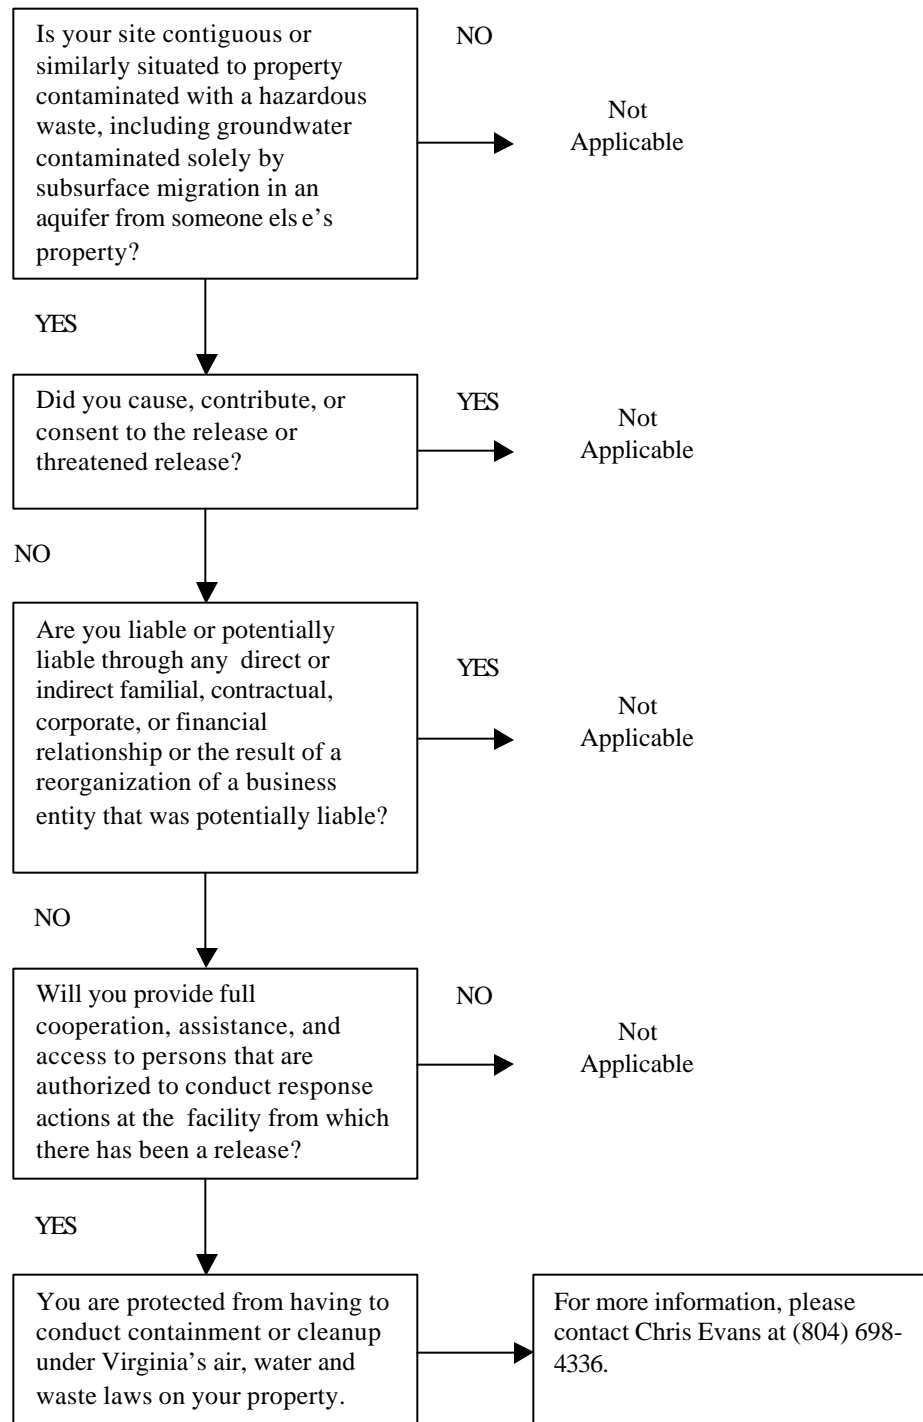 Is your site contiguous or
similarly situated to property
contaminated with a hazardous
waste, including groundwater
contaminated solely by
subsurface migration in an
aquifer from someone els e's
property?
NO
Not
Applicable
YES
Did you cause, contribute, or
consent to the release or
threatened release?
YES
Not
Applicable
NO
Are you liable or potentially
liable through any direct or
indirect familial, contractual,
corporate, or financial
relationship or the result of a
reorganization of a business
entity that was potentially liable?
YES
Not
Applicable
NO
Will you provide full
cooperation, assistance, and
access to persons that are
authorized to conduct response
actions at the facility from which
there has been a release?
NO
Not
Applicable
YES
You are protected from having to
conduct containment or cleanup
under Virginia's air, water and
waste laws on your property.
For more information, please
contact Chris Evans at (804) 698-
4336.